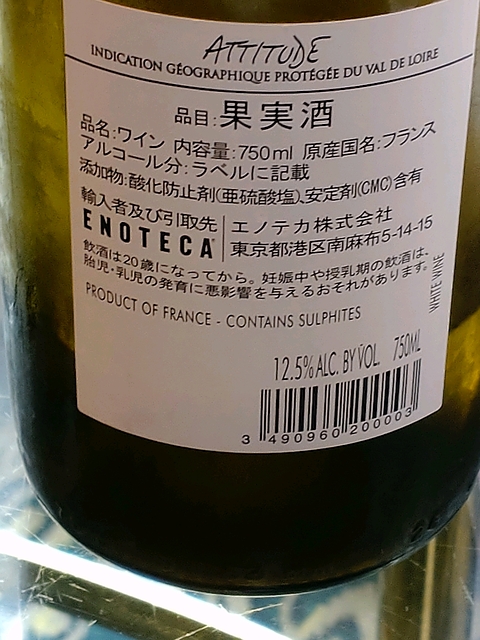 ATTITUDE
INDICATION GÉOGRAPHIQUE PROTÉGÉE DU VAL DE LOIRE
品目:果実酒
品名:ワイン 内容量:750ml 原産国名:フランス
アルコール分:ラベルに記載
添加物:酸化防止剤(亜硫酸塩)、安定剤(CMC)含有
輸入者及び引取先
ENOTECA
エノテカ株式会社
東京都港区南麻布5-14-15
飲酒は20歳になってから。妊娠中や授乳期の飲酒は、
胎児・乳児の発育に悪影響を与えるおそれがあります。
WHITE WINE
PRODUCT OF FRANCE - CONTAINS SULPHITES
12.5% ALC. BY VOL. 750ML
3 490960 200003